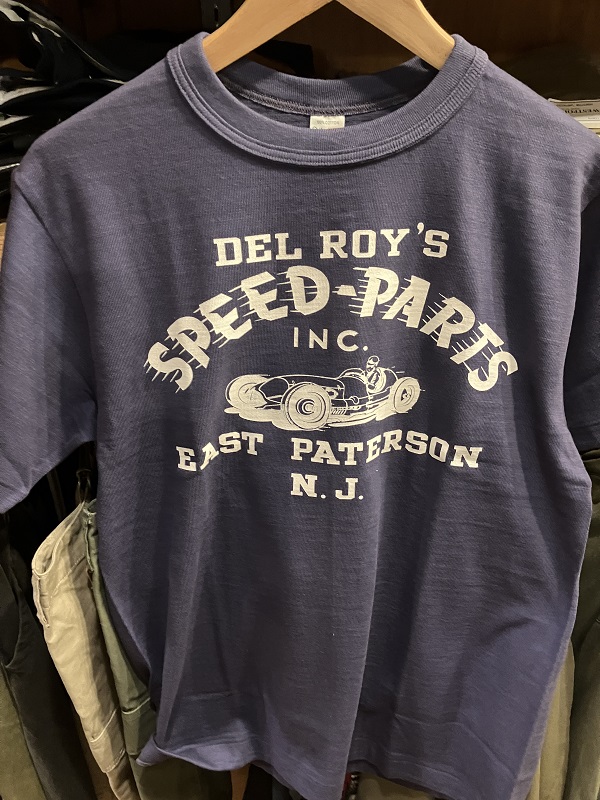 DEL ROY'S
SPEED-PARTS
INC.
EAST PATERSON
N.J.